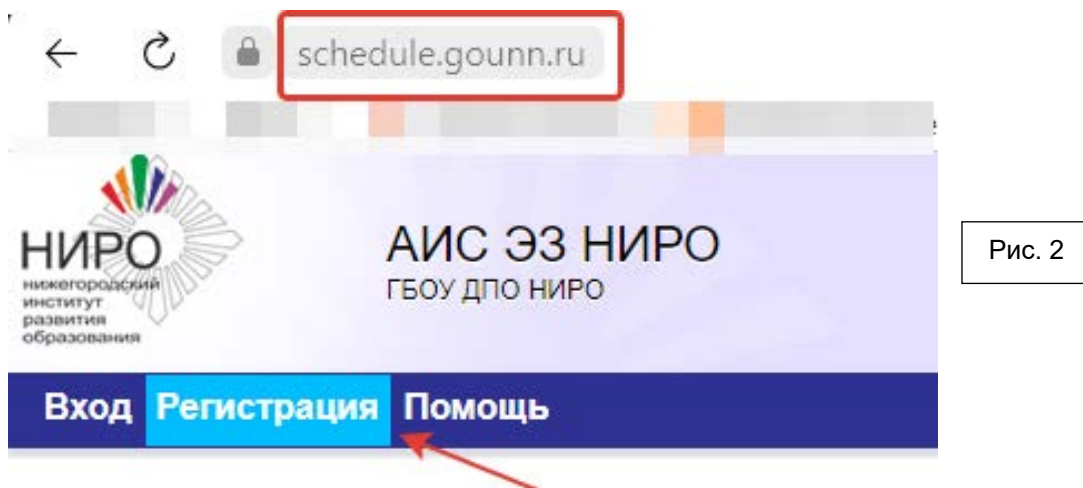 schedule.gounn.ru
НИРО
нижегородский
институт
развития
образования
АИС ЭЗ НИРО
ГБОУ ДПО НИРО
Рис. 2
Вход Регистрация Помощь